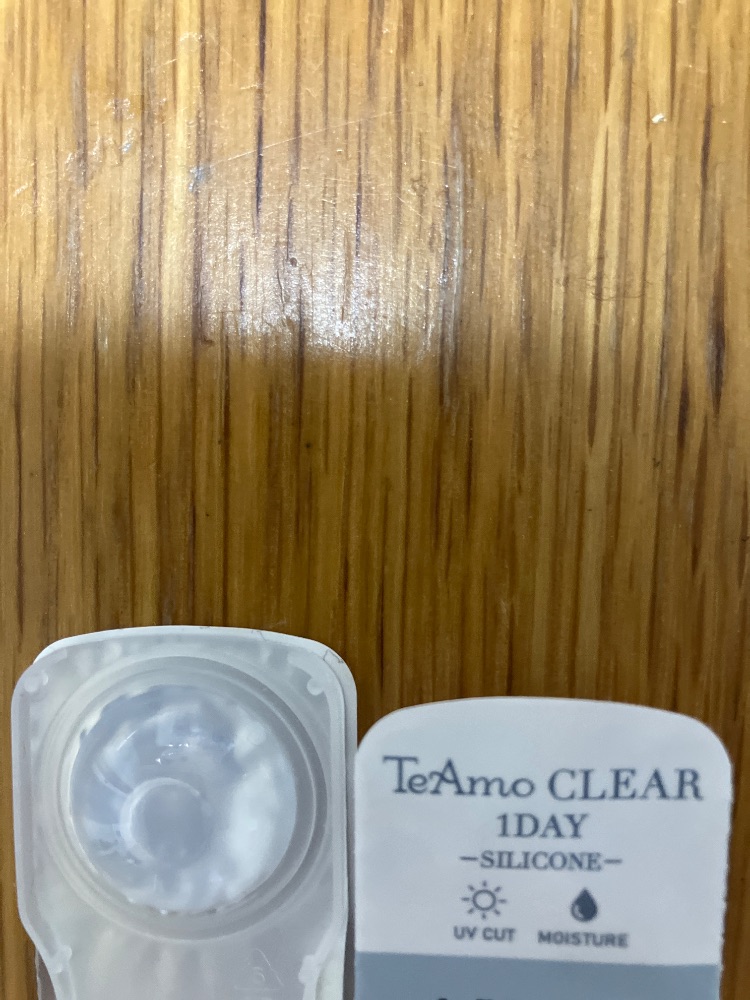 TeAmo CLEAR
1DAY
-SILICONE-
UV CUT MOISTURE